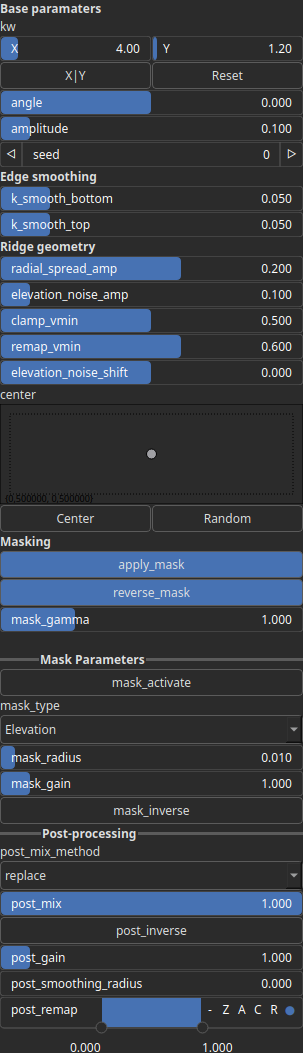 Base paramaters
kw
X 4.00 Y 1.20
X|Y Reset
angle 0.000
amplitude 0.100
seed 0
Edge smoothing
k_smooth_bottom 0.050
k_smooth_top 0.050
Ridge geometry
radial_spread_amp 0.200
elevation_noise_amp 0.100
clamp_vmin 0.500
remap_vmin 0.600
elevation_noise_shift 0.000
center
(0.500000, 0.500000)
Center Random
Masking
apply_mask
reverse_mask
mask_gamma 1.000
Mask Parameters
mask_activate
mask_type
Elevation
mask_radius 0.010
mask_gain 1.000
mask_inverse
Post-processing
post_mix_method
replace
post_mix 1.000
post_inverse
post_gain 1.000
post_smoothing_radius 0.000
post_remap - Z A C R
0.000 1.000